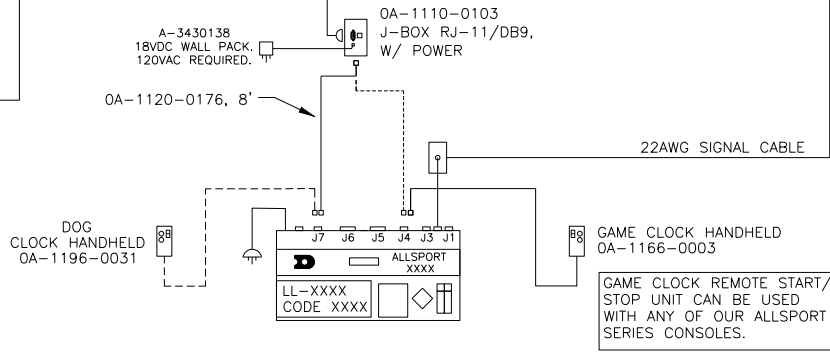 A-3430138
18VDC WALL PACK.
120VAC REQUIRED.
0A-1110-0103
J-BOX RJ-11/DB9,
W/ POWER
0A-1120-0176, 8'
22AWG SIGNAL CABLE
DOG
CLOCK HANDHELD
0A-1196-0031
J7 J6 J5 J4 J3 J1
ALLSPORT
XXXX
LL-XXXX
CODE XXXX
GAME CLOCK HANDHELD
0A-1166-0003
GAME CLOCK REMOTE START/
STOP UNIT CAN BE USED
WITH ANY OF OUR ALLSPORT
SERIES CONSOLES.